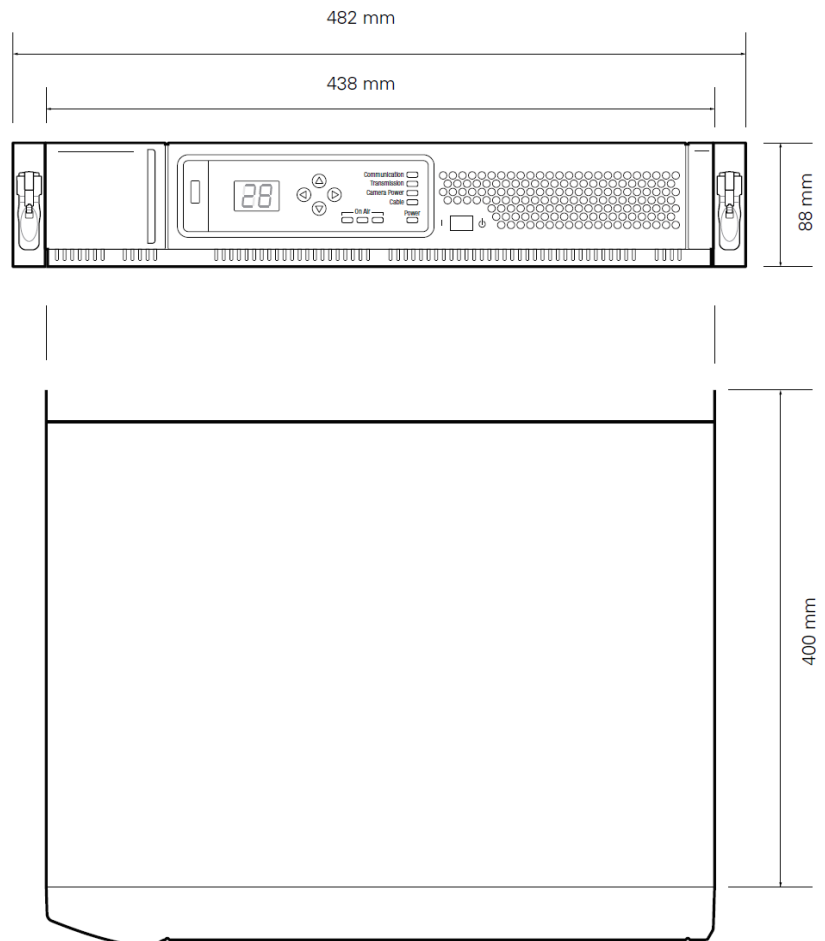 482 mm
438 mm
28
Communication
Transmission
Camera Power
Cable
On Air
Power
I
88 mm
400 mm